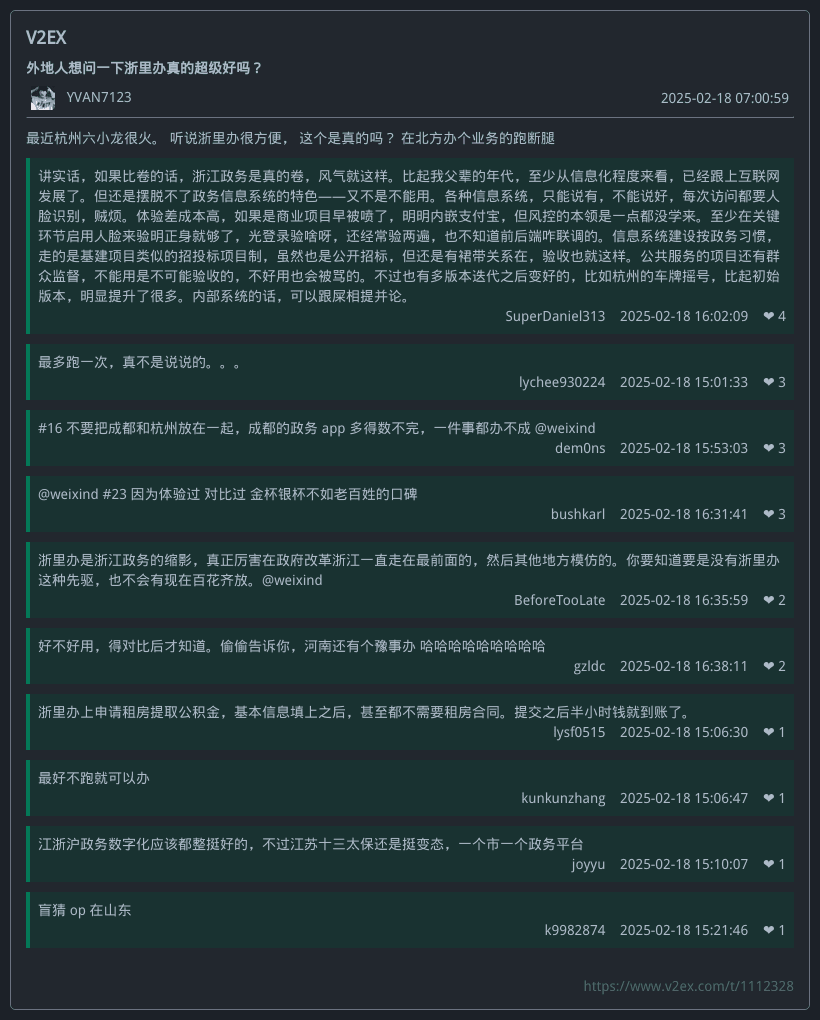 V2EX
外地人想问一下浙里办真的超级好吗？
YVAN7123
2025-02-18 07:00:59
最近杭州六小龙很火。 听说浙里办很方便， 这个是真的吗？ 在北方办个业务的跑断腿
讲实话，如果比卷的话，浙江政务是真的卷，风气就这样。比起我父辈的年代，至少从信息化程度来看，已经跟上互联网
发展了。但还是摆脱不了政务信息系统的特色——又不是不能用。各种信息系统，只能说有，不能说好，每次访问都要人
脸识别，贼烦。体验差成本高，如果是商业项目早被喷了，明明内嵌支付宝，但风控的本领是一点都没学来。至少在关键
环节启用人脸来验明正身就够了，光登录验啥呀，还经常验两遍，也不知道前后端咋联调的。信息系统建设按政务习惯，
走的是基建项目类似的招投标项目制，虽然也是公开招标，但还是有裙带关系在，验收也就这样。公共服务的项目还有群
众监督，不能用是不可能验收的，不好用也会被骂的。不过也有多版本迭代之后变好的，比如杭州的车牌摇号，比起初始
版本，明显提升了很多。内部系统的话，可以跟屎相提并论。
SuperDaniel313 2025-02-18 16:02:09 ❤ 4
最多跑一次，真不是说说的。。。
lychee930224 2025-02-18 15:01:33 ❤ 3
#16 不要把成都和杭州放在一起，成都的政务 app 多得数不完，一件事都办不成 @weixind
dem0ns 2025-02-18 15:53:03 ❤ 3
@weixind #23 因为体验过 对比过 金杯银杯不如老百姓的口碑
bushkarl 2025-02-18 16:31:41 ❤ 3
浙里办是浙江政务的缩影，真正厉害在政府改革浙江一直走在最前面的，然后其他地方模仿的。你要知道要是没有浙里办
这种先驱，也不会有现在百花齐放。@weixind
BeforeTooLate 2025-02-18 16:35:59 ❤ 2
好不好用，得对比后才知道。偷偷告诉你，河南还有个豫事办 哈哈哈哈哈哈哈哈哈
gzldc 2025-02-18 16:38:11 ❤ 2
浙里办上申请租房提取公积金，基本信息填上之后，甚至都不需要租房合同。提交之后半小时钱就到账了。
lysf0515 2025-02-18 15:06:30 ❤ 1
最好不跑就可以办
kunkunzhang 2025-02-18 15:06:47 ❤ 1
江浙沪政务数字化应该都整挺好的，不过江苏十三太保还是挺变态，一个市一个政务平台
joyyu 2025-02-18 15:10:07 ❤ 1
盲猜 op 在山东
k9982874 2025-02-18 15:21:46 ❤ 1
https://www.v2ex.com/t/1112328